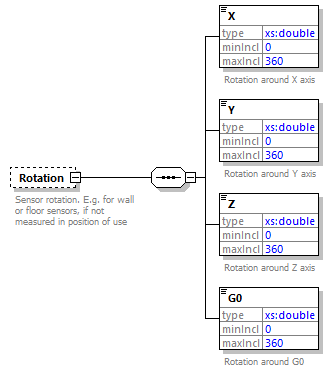 X
type xs:double
minIncl 0
maxIncl 360
Rotation around X axis
Y
type xs:double
minIncl 0
maxIncl 360
Rotation around Y axis
Rotation
Sensor rotation. E.g. for wall
or floor sensors, if not
measured in position of use
Z
type xs:double
minIncl 0
maxIncl 360
Rotation around Z axis
G0
type xs:double
minIncl 0
maxIncl 360
Rotation around G0